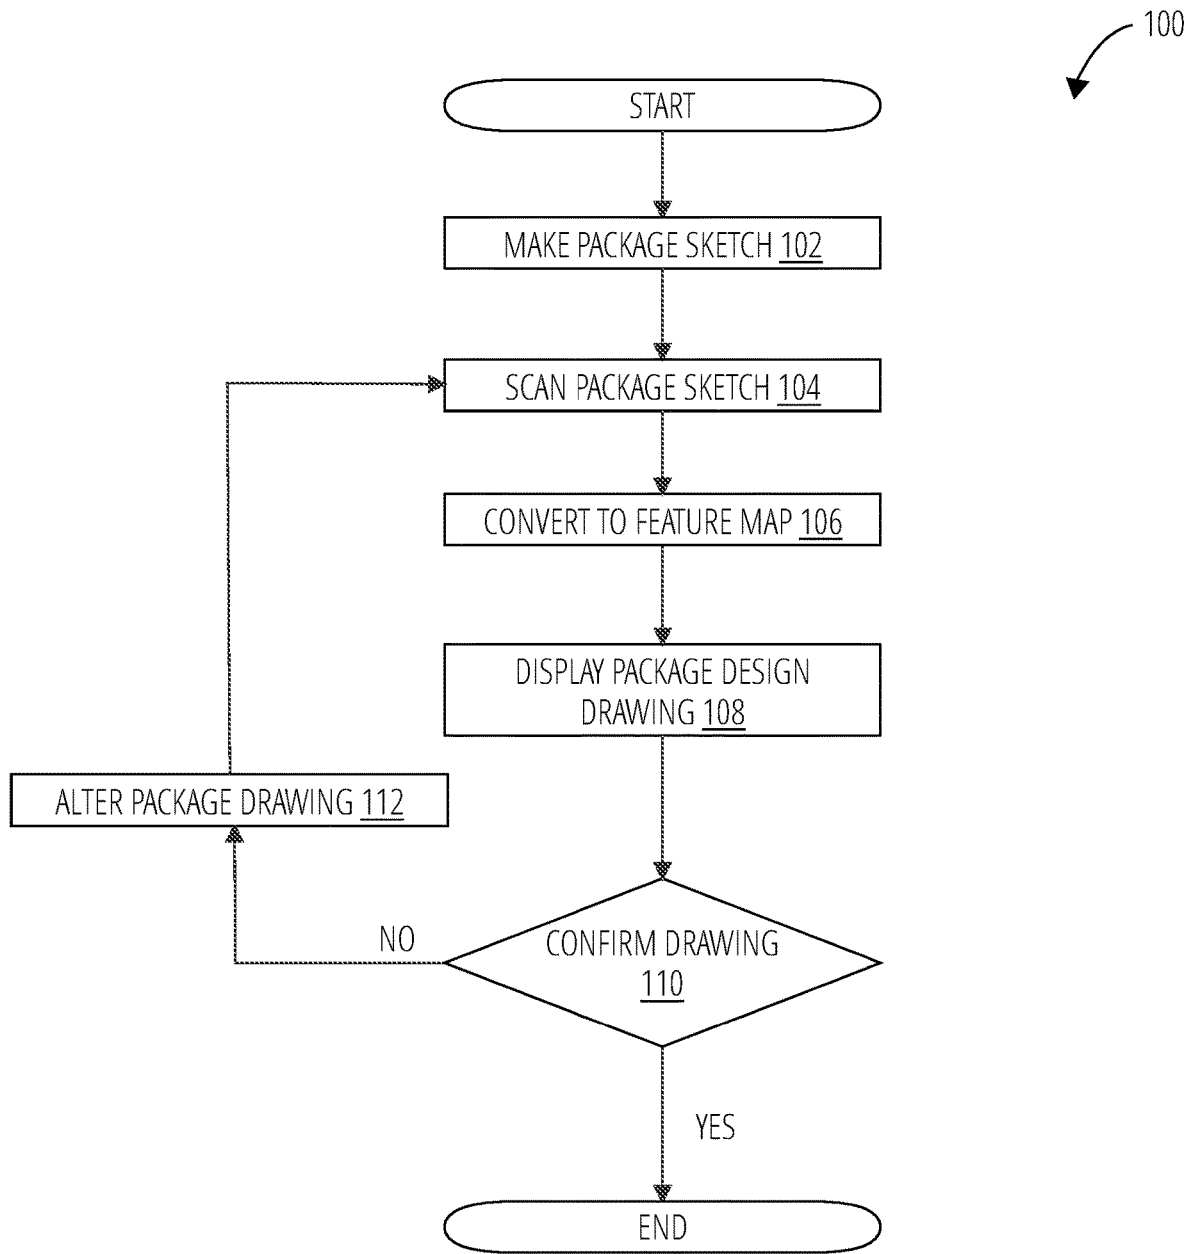 100
START
MAKE PACKAGE SKETCH 102
SCAN PACKAGE SKETCH 104
CONVERT TO FEATURE MAP 106
DISPLAY PACKAGE DESIGN
DRAWING 108
ALTER PACKAGE DRAWING 112
NO
CONFIRM DRAWING
110
YES
END